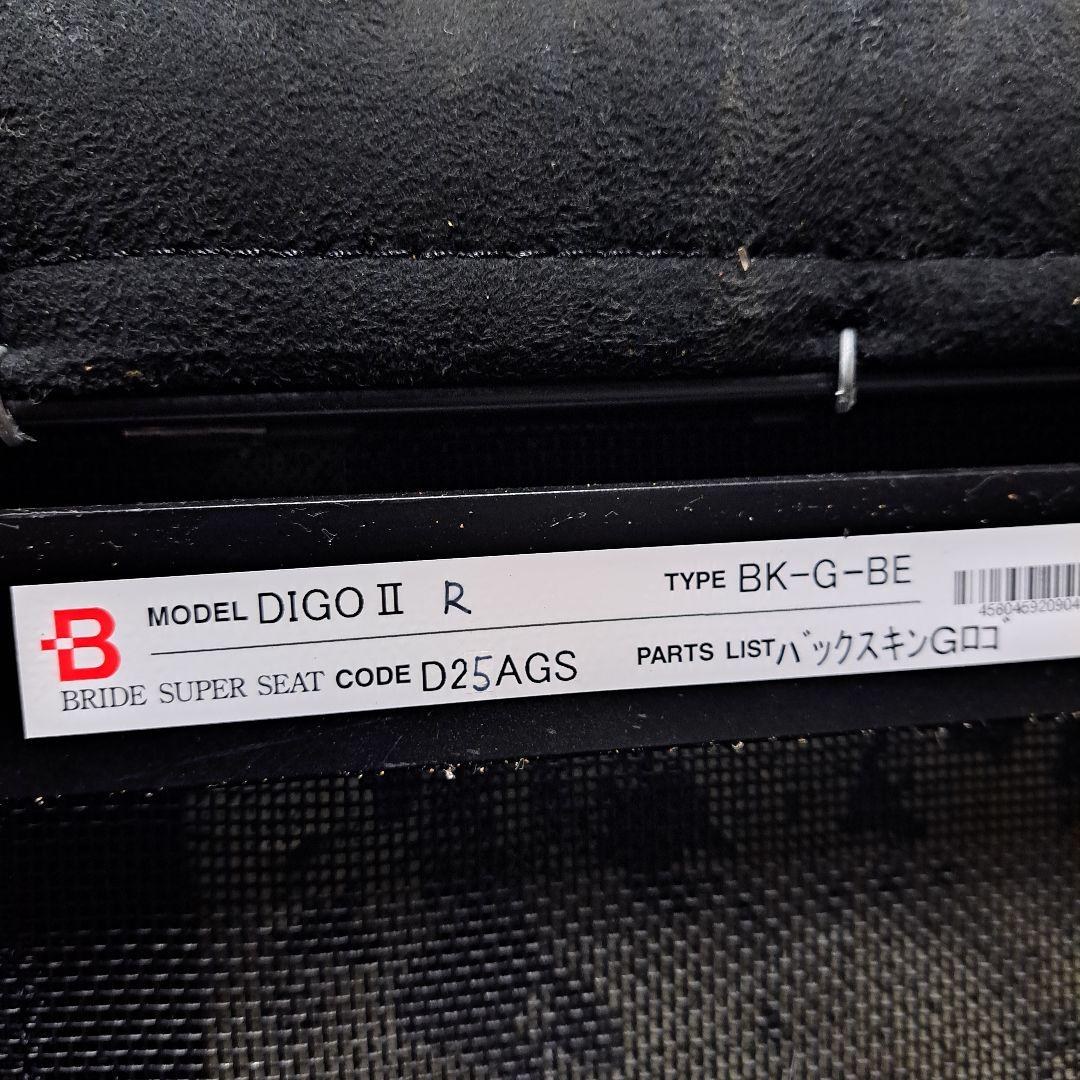 B
MODEL DIGO II R
TYPE BK-G-BE
BRIDE SUPER SEAT
CODE D25AGS
PARTS LIST バックスキンGロゴ
458046920904